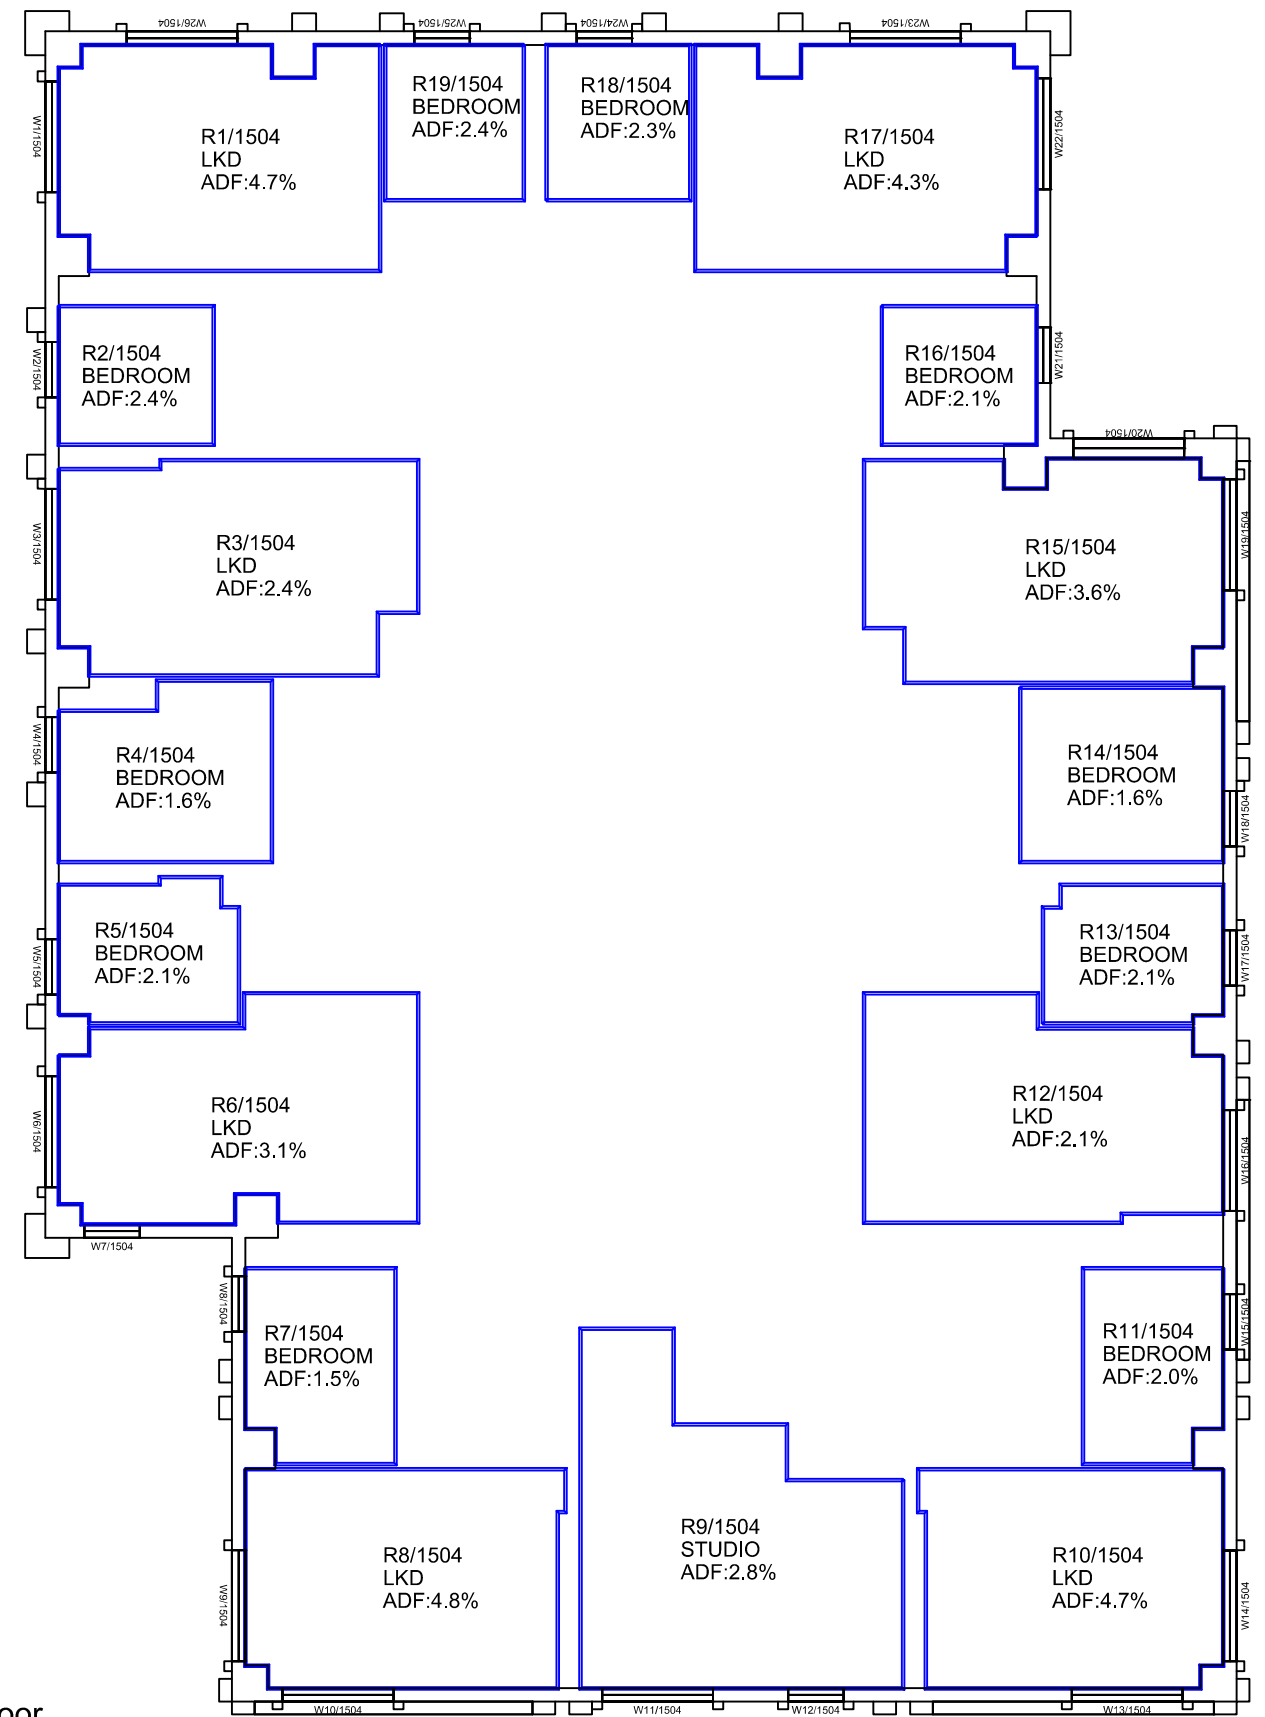 W26/1504
W25/1504
W24/1504
W23/1504
W1/1504
R1/1504
LKD
ADF:4.7%
R19/1504
BEDROOM
ADF:2.4%
R18/1504
BEDROOM
ADF:2.3%
R17/1504
LKD
ADF:4.3%
W22/1504
W2/1504
R2/1504
BEDROOM
ADF:2.4%
R16/1504
BEDROOM
ADF:2.1%
W21/1504
W20/1504
W3/1504
R3/1504
LKD
ADF:2.4%
R15/1504
LKD
ADF:3.6%
W19/1504
W4/1504
R4/1504
BEDROOM
ADF:1.6%
R14/1504
BEDROOM
ADF:1.6%
W18/1504
W5/1504
R5/1504
BEDROOM
ADF:2.1%
R13/1504
BEDROOM
ADF:2.1%
W17/1504
W6/1504
R6/1504
LKD
ADF:3.1%
R12/1504
LKD
ADF:2.1%
W16/1504
W7/1504
W8/1504
R7/1504
BEDROOM
ADF:1.5%
R11/1504
BEDROOM
ADF:2.0%
W15/1504
W9/1504
R8/1504
LKD
ADF:4.8%
R9/1504
STUDIO
ADF:2.8%
R10/1504
LKD
ADF:4.7%
W14/1504
W10/1504
W11/1504
W12/1504
W13/1504